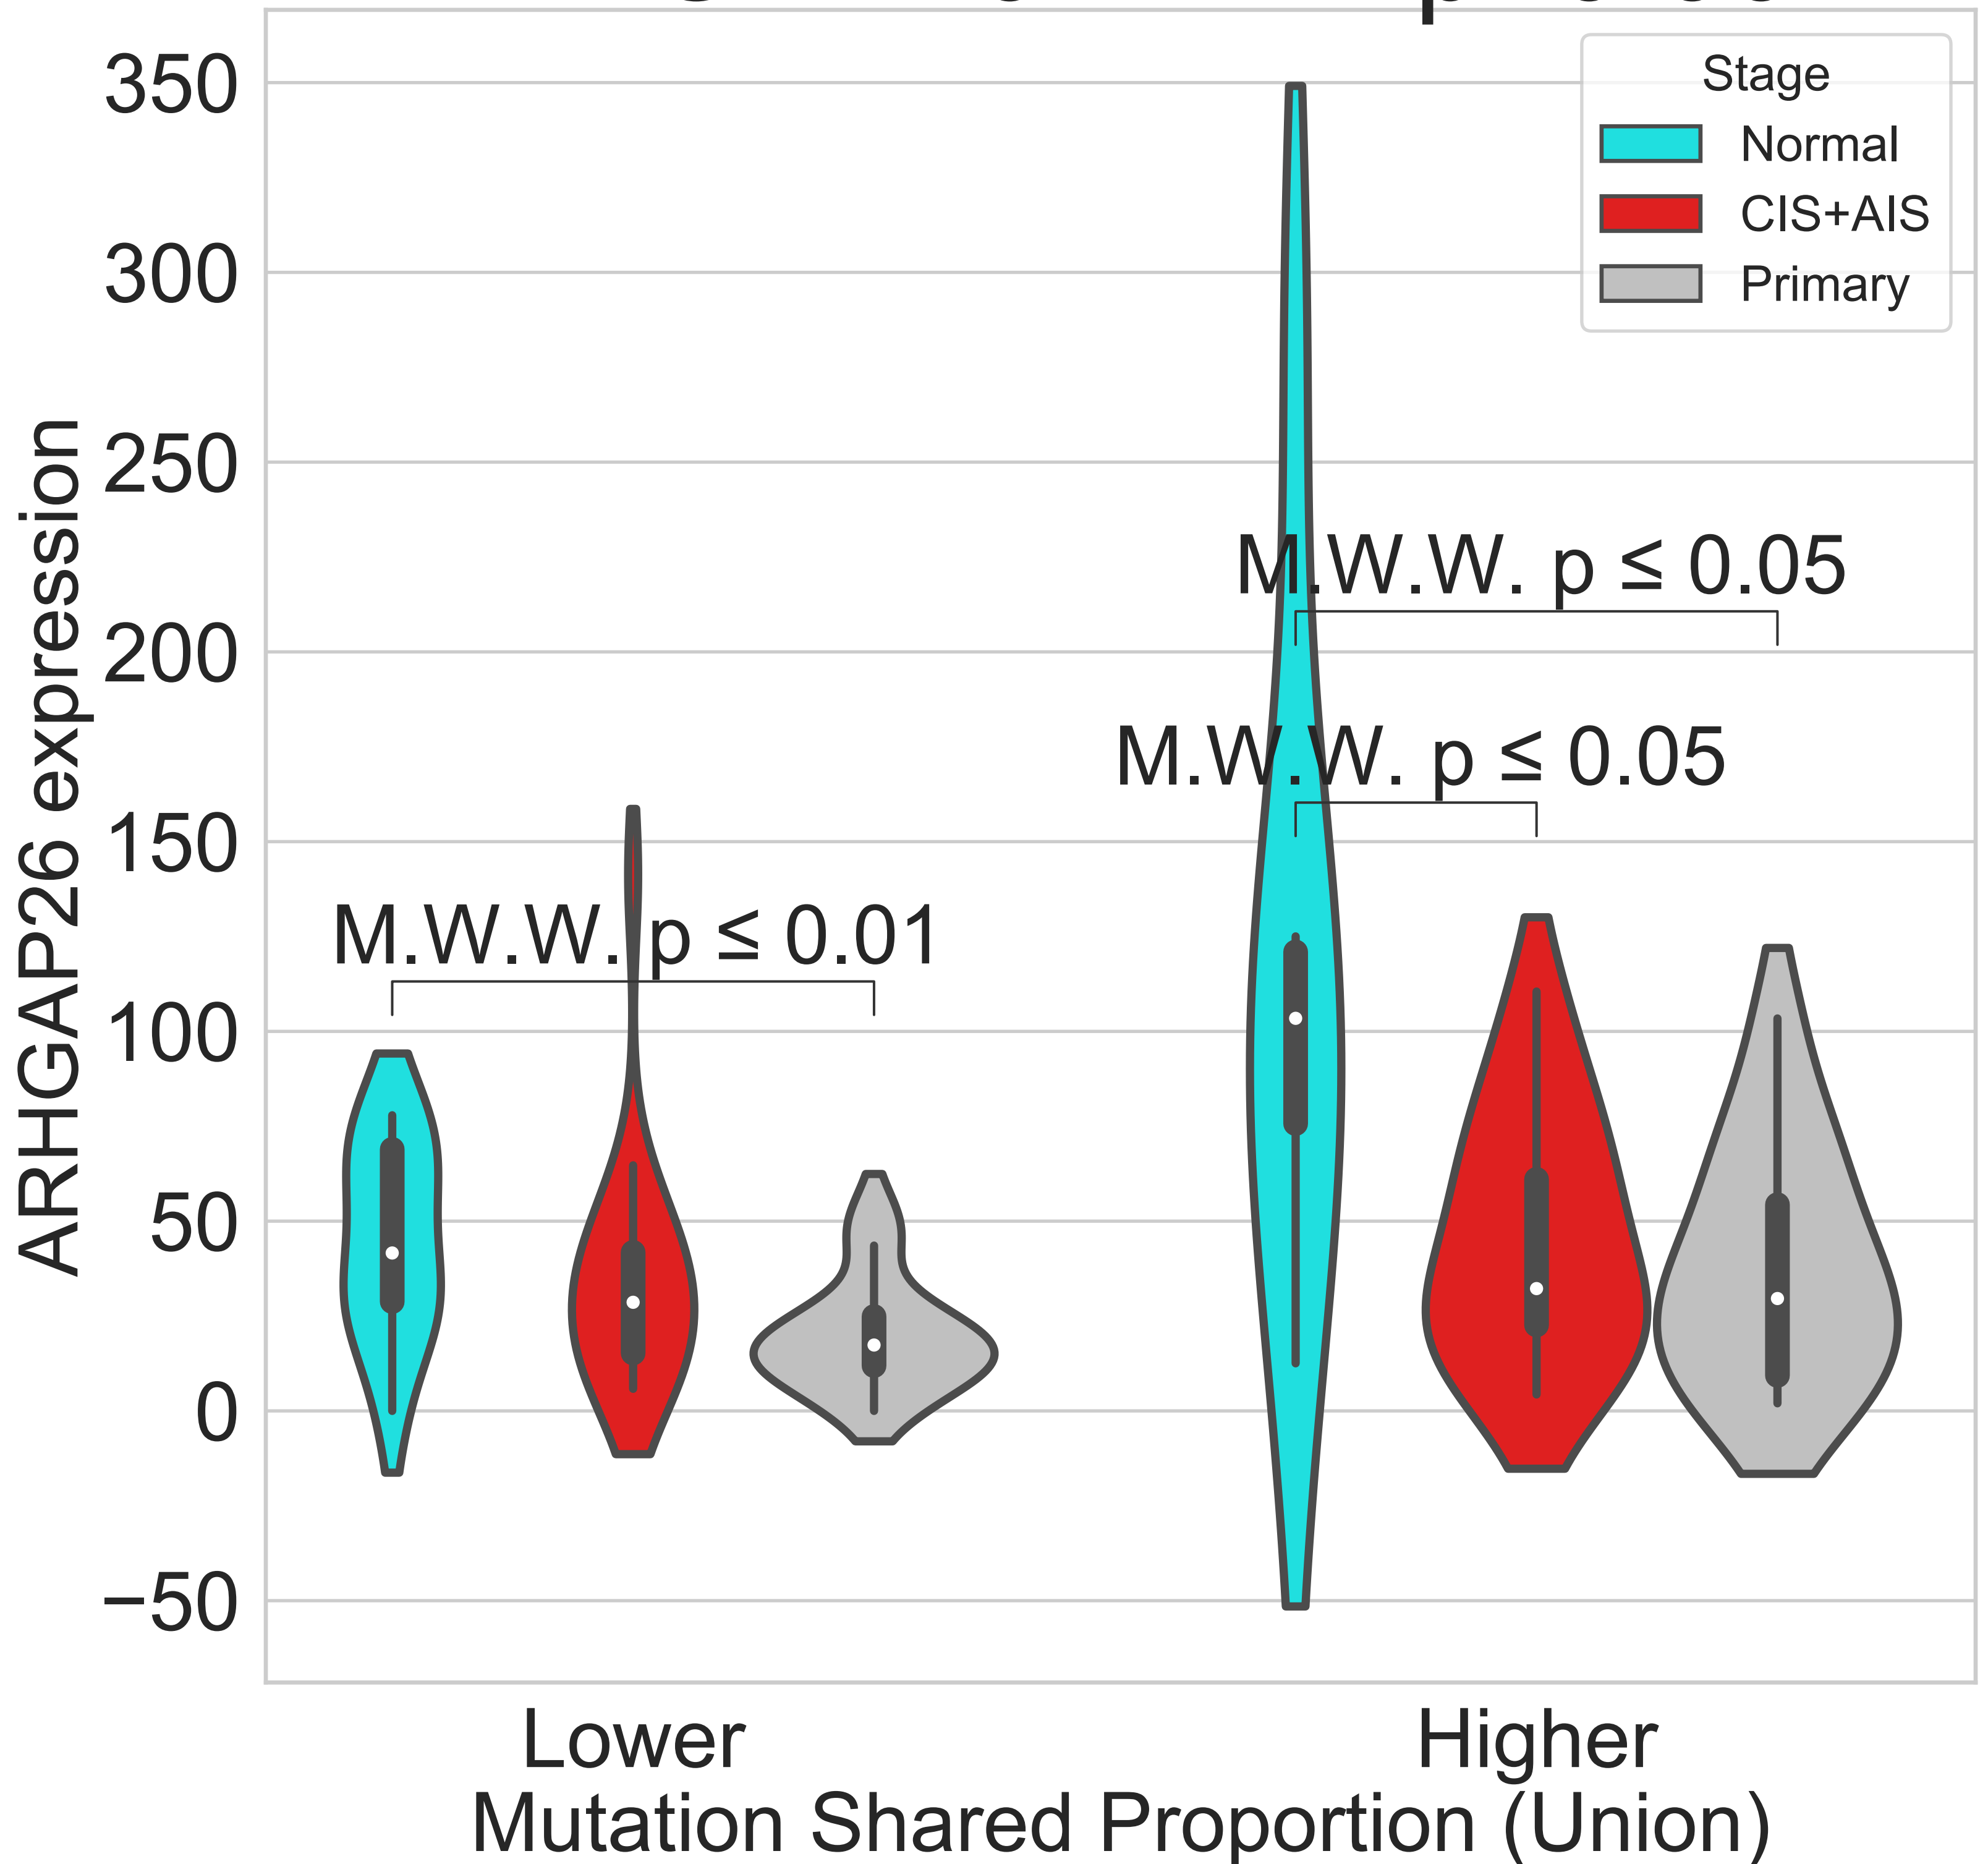 350
300
250
200
150
100
50
0
−50
ARHGAP26 expression
Stage
Normal
CIS+AIS
Primary
M.W.W. p ≤ 0.05
M.W.W. p ≤ 0.05
M.W.W. p ≤ 0.01
Lower Higher
Mutation Shared Proportion (Union)